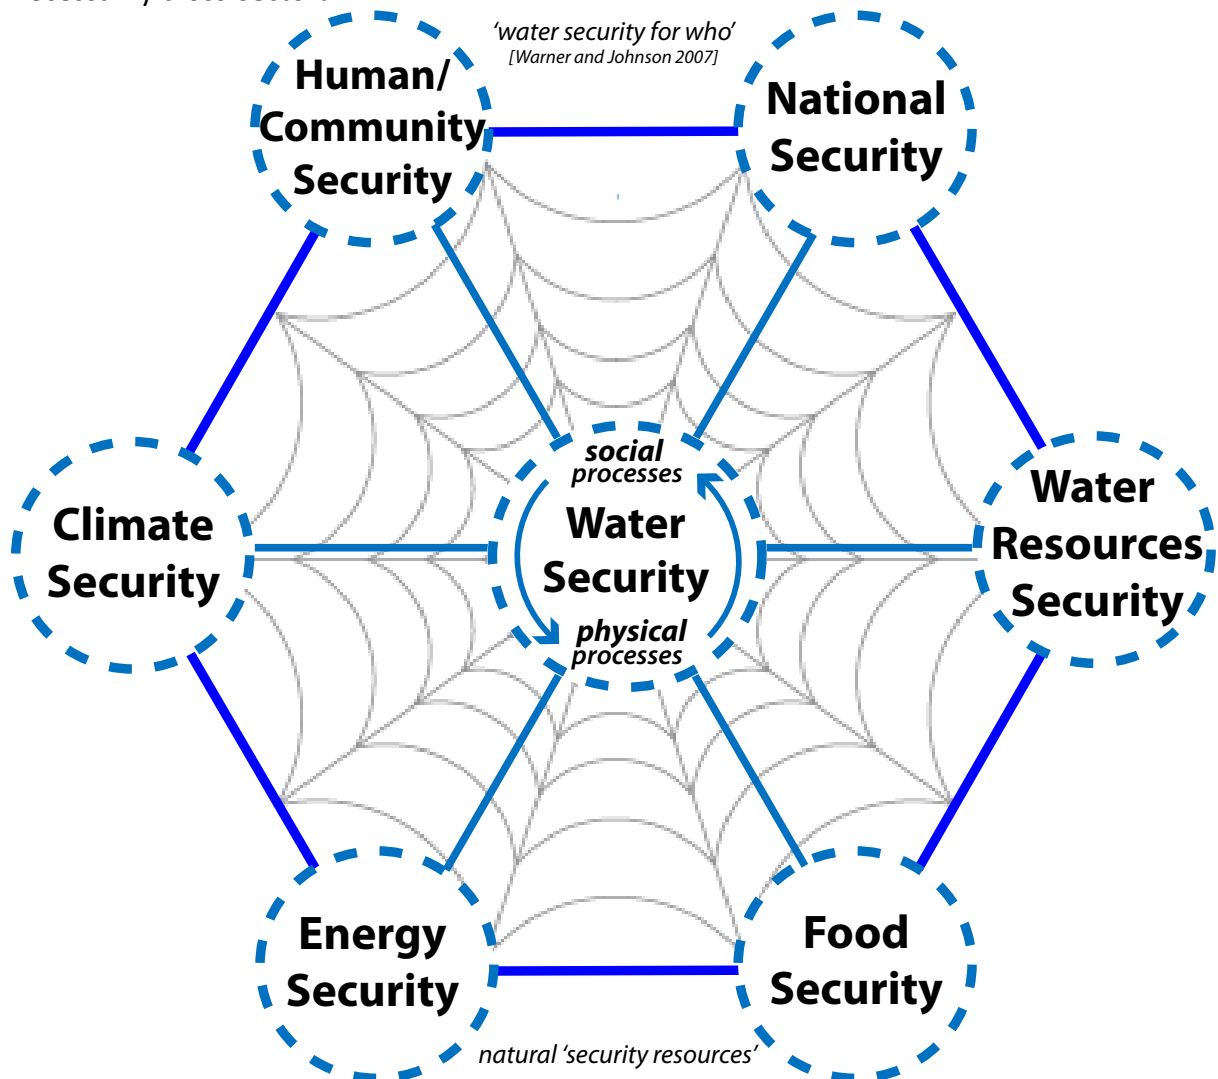 'water security for who'
[Warner and Johnson 2007]
Human/
Community
Security
National
Security
social
processes
Water
Security
physical
processes
Climate
Security
Water
Resources
Security
Energy
Security
Food
Security
natural 'security resources'